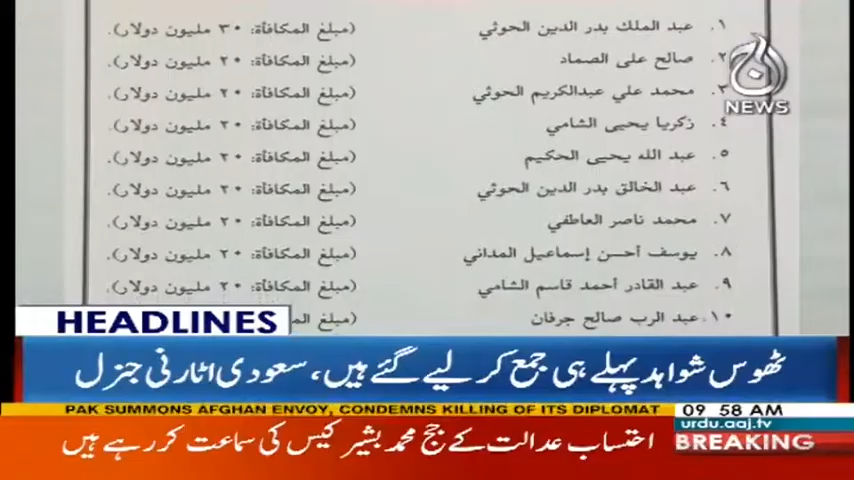 ١. عبد الملك بدر الدين الحوثي (مبلغ المكافأة: ٣٠ مليون دولار).
٢. صالح على الصماد (مبلغ المكافأة: ٢٠ مليون دولار).
٣. محمد علي عبدالكريم الحوثي (مبلغ المكافأة: ٢٠ مليون دولار).
٤. زكريا يحيى الشامي (مبلغ المكافأة: ٢٠ مليون دولار).
٥. عبد الله يحيى الحكيم (مبلغ المكافأة: ٢٠ مليون دولار).
٦. عبد الخالق بدر الدين الحوثي (مبلغ المكافأة: ٢٠ مليون دولار).
٧. محمد ناصر العاطفي (مبلغ المكافأة: ٢٠ مليون دولار).
٨. يوسف أحسن إسماعيل المداني (مبلغ المكافأة: ٢٠ مليون دولار).
٩. عبد القادر أحمد قاسم الشامي (مبلغ المكافأة: ٢٠ مليون دولار).
١٠. عبد الرب صالح جرفان (مبلغ الم
آج
NEWS
HEADLINES
ٹھوس شواہد پہلے ہی جمع کر لیے گئے ہیں، سعودی اٹارنی جنرل
PAK SUMMONS AFGHAN ENVOY, CONDEMNS KILLING OF ITS DIPLOMAT
09 58 AM
urdu.aaj.tv
احتساب عدالت کے جج محمد بشیر کیس کی سماعت کر رہے ہیں
BREAKING